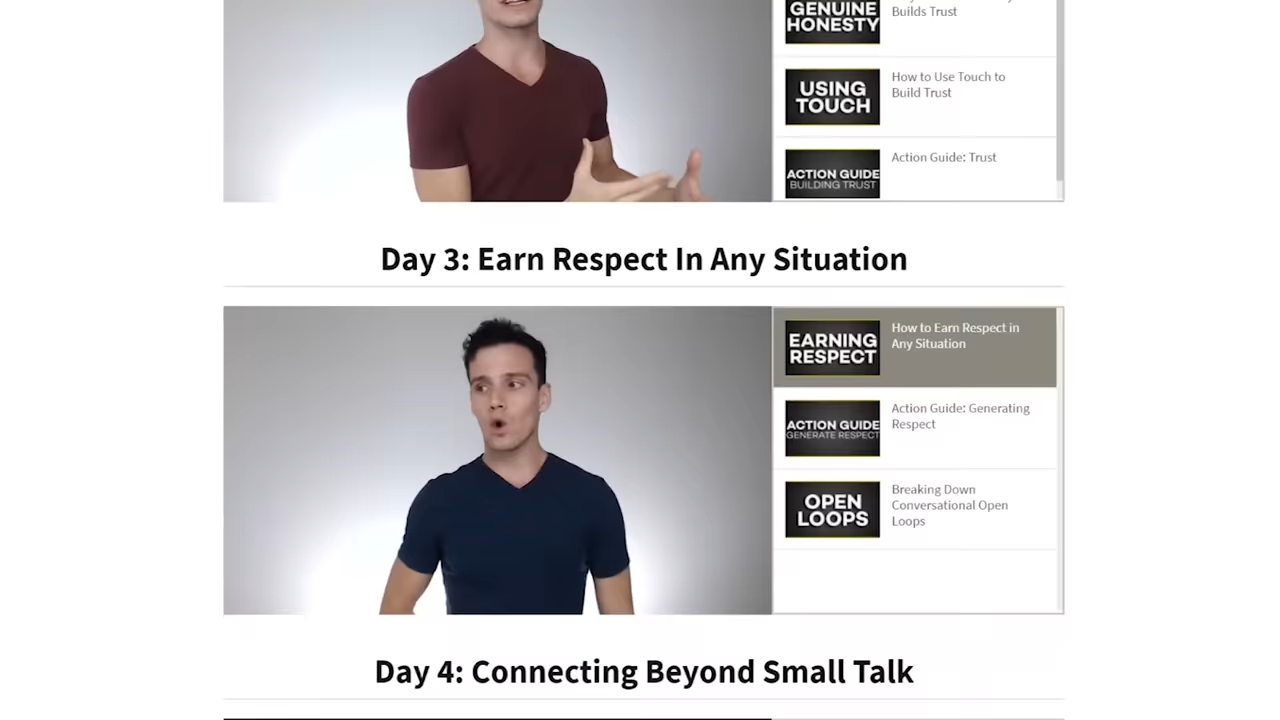 GENUINE
HONESTY
Builds Trust
USING
TOUCH
How to Use Touch to
Build Trust
ACTION GUIDE
BUILDING TRUST
Action Guide: Trust
Day 3: Earn Respect In Any Situation
EARNING
RESPECT
How to Earn Respect in
Any Situation
ACTION GUIDE
GENERATE RESPECT
Action Guide: Generating
Respect
OPEN
LOOPS
Breaking Down
Conversational Open
Loops
Day 4: Connecting Beyond Small Talk